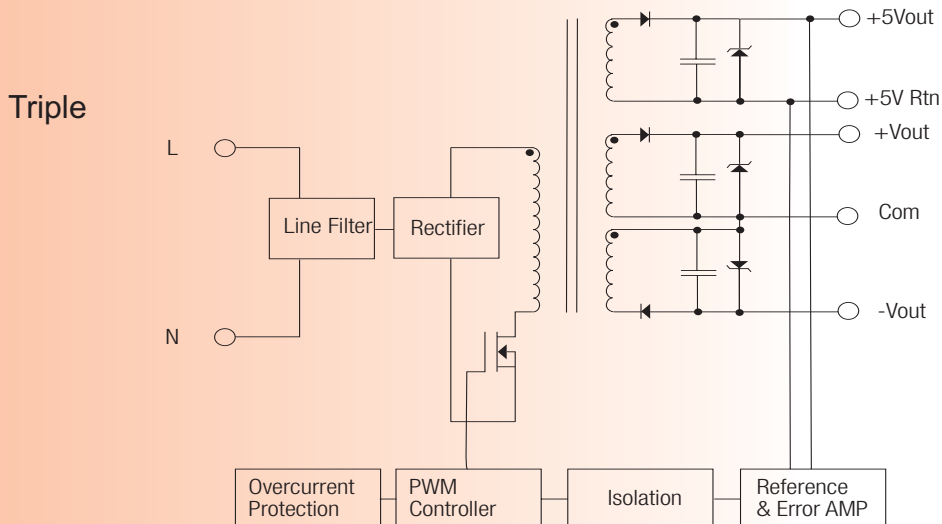 +5Vout
Triple
+5V Rtn
+Vout
L
Line Filter
Rectifier
Com
N
-Vout
Overcurrent
Protection
PWM
Controller
Isolation
Reference
& Error AMP